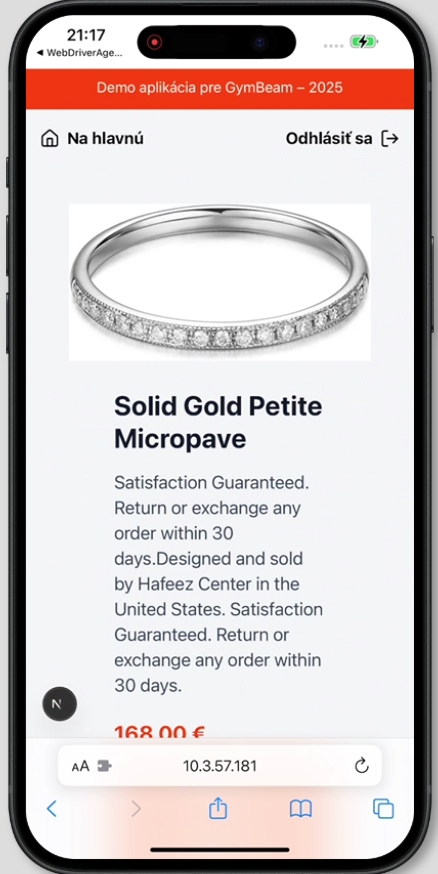 21:17
◀ WebDriverAge...
Demo aplikácia pre GymBeam – 2025
Na hlavnú
Odhlásiť sa
Solid Gold Petite
Micropave
Satisfaction Guaranteed.
Return or exchange any
order within 30
days.Designed and sold
by Hafeez Center in the
United States. Satisfaction
Guaranteed. Return or
exchange any order within
30 days.
168.00 €
N
AA
10.3.57.181